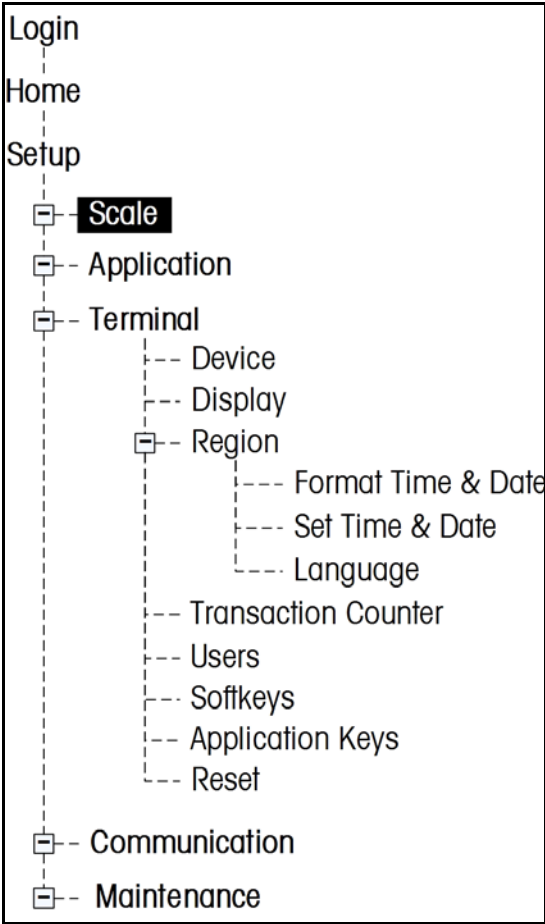 Login
Home
Setup
Scale
Application
Terminal
Device
Display
Region
Format Time & Date
Set Time & Date
Language
Transaction Counter
Users
Softkeys
Application Keys
Reset
Communication
Maintenance